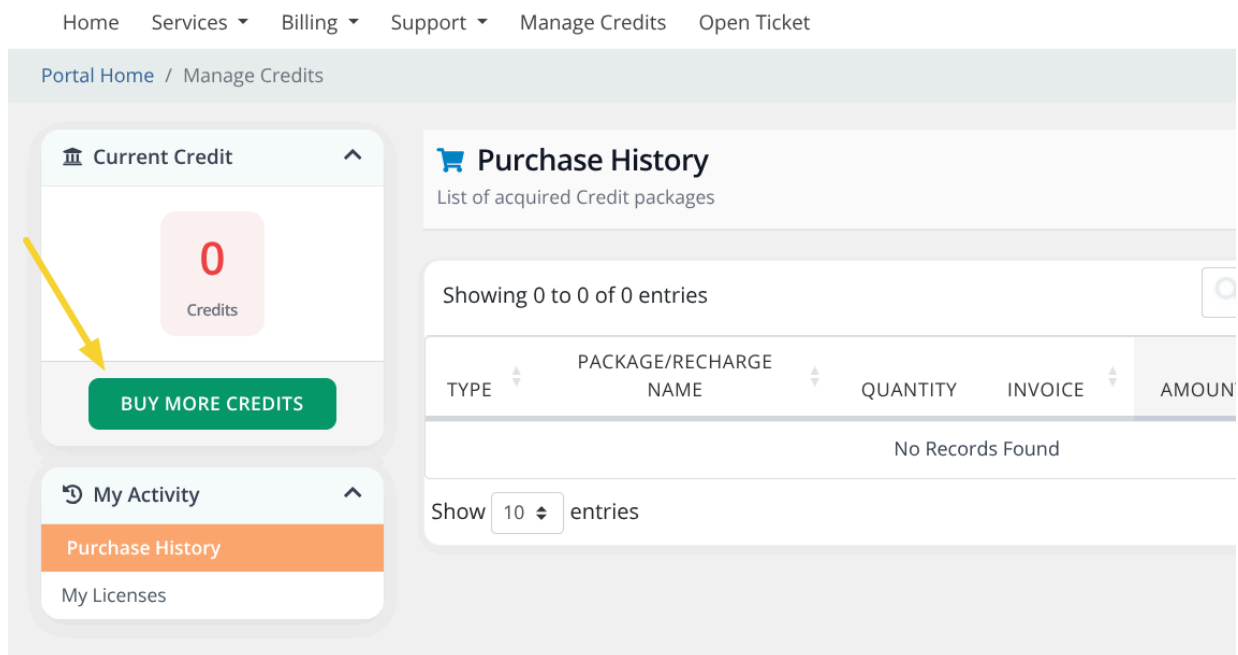 Home Services Billing Support Manage Credits Open Ticket
Portal Home / Manage Credits
Current Credit
0
Credits
BUY MORE CREDITS
My Activity
Purchase History
My Licenses
Purchase History
List of acquired Credit packages
Showing 0 to 0 of 0 entries
TYPE PACKAGE/RECHARGE NAME QUANTITY INVOICE AMOUN
No Records Found
Show 10 entries